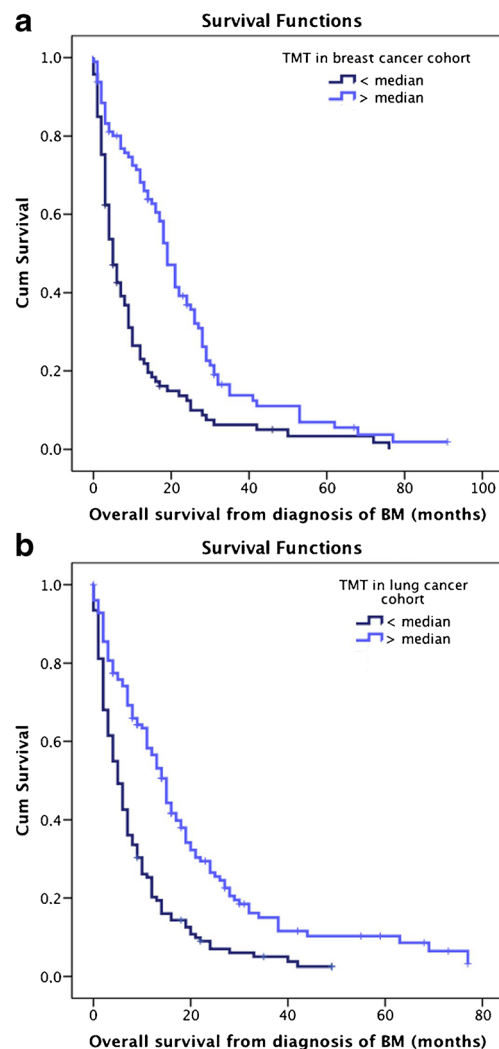 a
Survival Functions
TMT in breast cancer cohort
< median
> median
Cum Survival
1.0
0.8
0.6
0.4
0.2
0.0
0 20 40 60 80 100
Overall survival from diagnosis of BM (months)
b
Survival Functions
TMT in lung cancer
cohort
< median
> median
Cum Survival
1.0
0.8
0.6
0.4
0.2
0.0
0 20 40 60 80
Overall survival from diagnosis of BM (months)